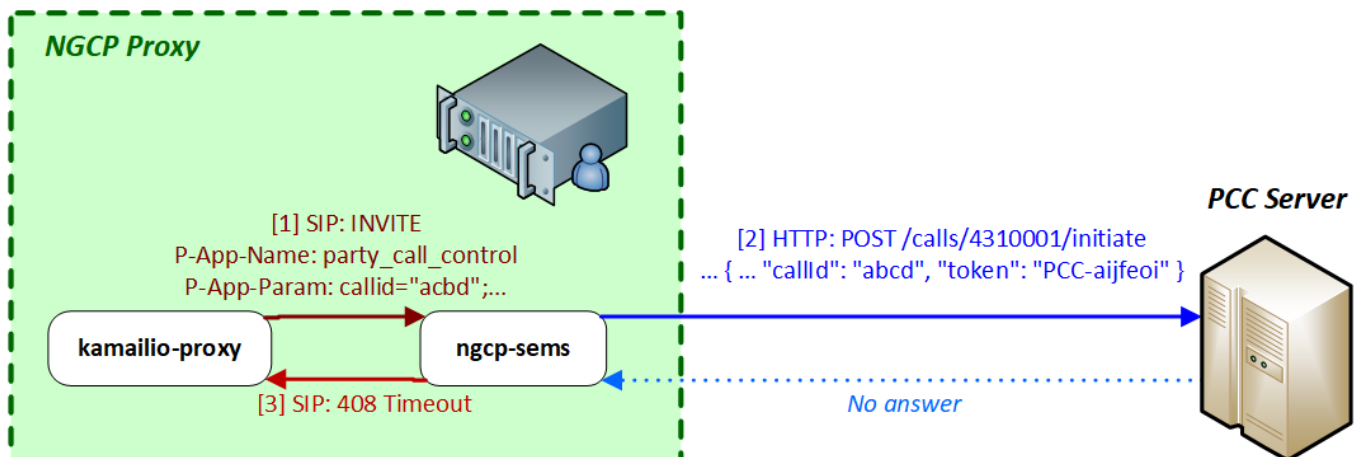 NGCP Proxy
[1] SIP: INVITE
P-App-Name: party_call_control
P-App-Param: callid="acbd";...
kamailio-proxy
ngcp-sems
[3] SIP: 408 Timeout
PCC Server
[2] HTTP: POST /calls/4310001/initiate
... { ... "callId": "abcd", "token": "PCC-aijfeoi" }
No answer